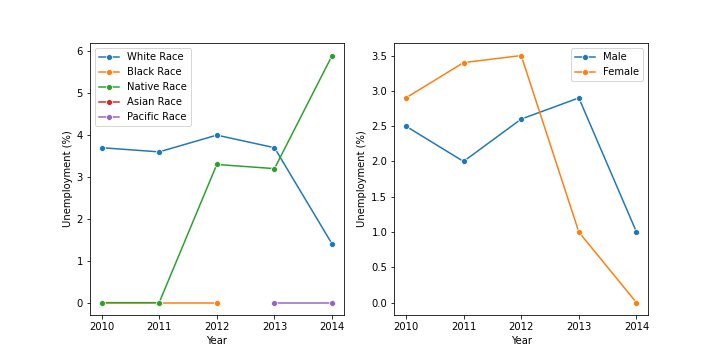 White Race
Black Race
Native Race
Asian Race
Pacific Race
6
5
4
3
2
1
0
Unemployment (%)
2010 2011 2012 2013 2014
Year
Male
Female
3.5
3.0
2.5
2.0
1.5
1.0
0.5
0.0
Unemployment (%)
2010 2011 2012 2013 2014
Year